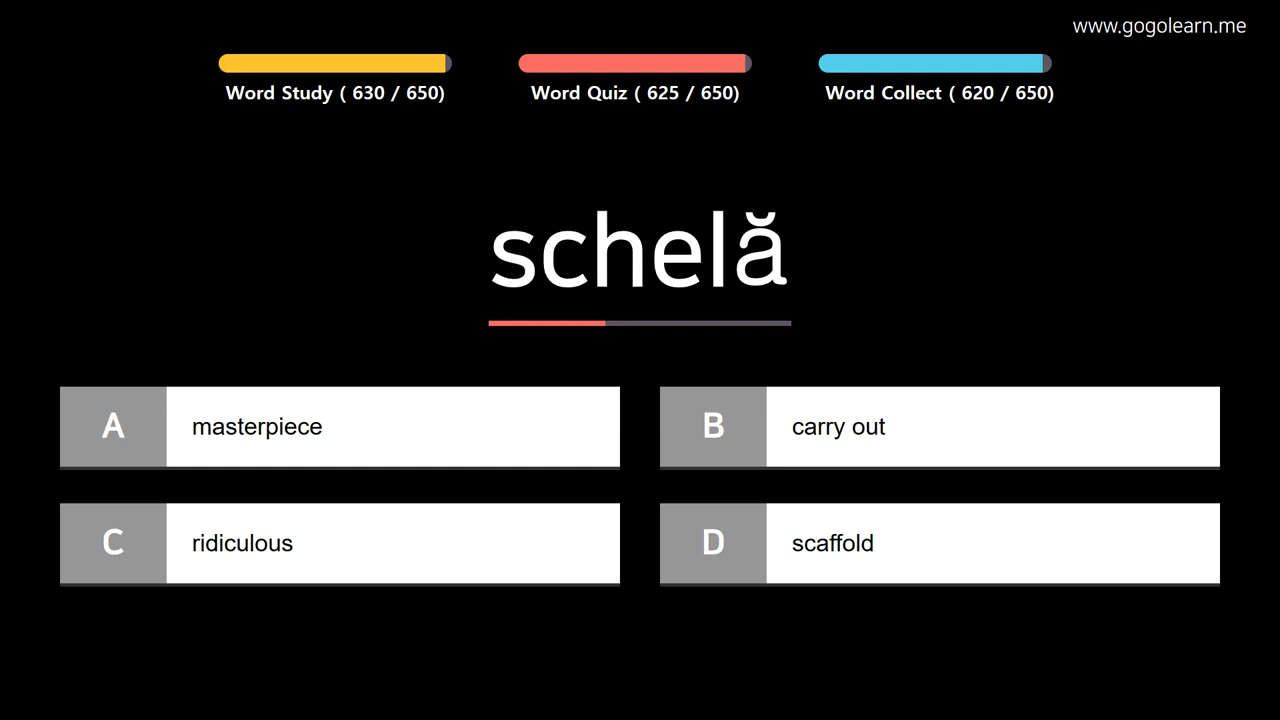 www.gogolearn.me
Word Study ( 630 / 650)
Word Quiz ( 625 / 650)
Word Collect ( 620 / 650)
schelă
A masterpiece
B carry out
C ridiculous
D scaffold